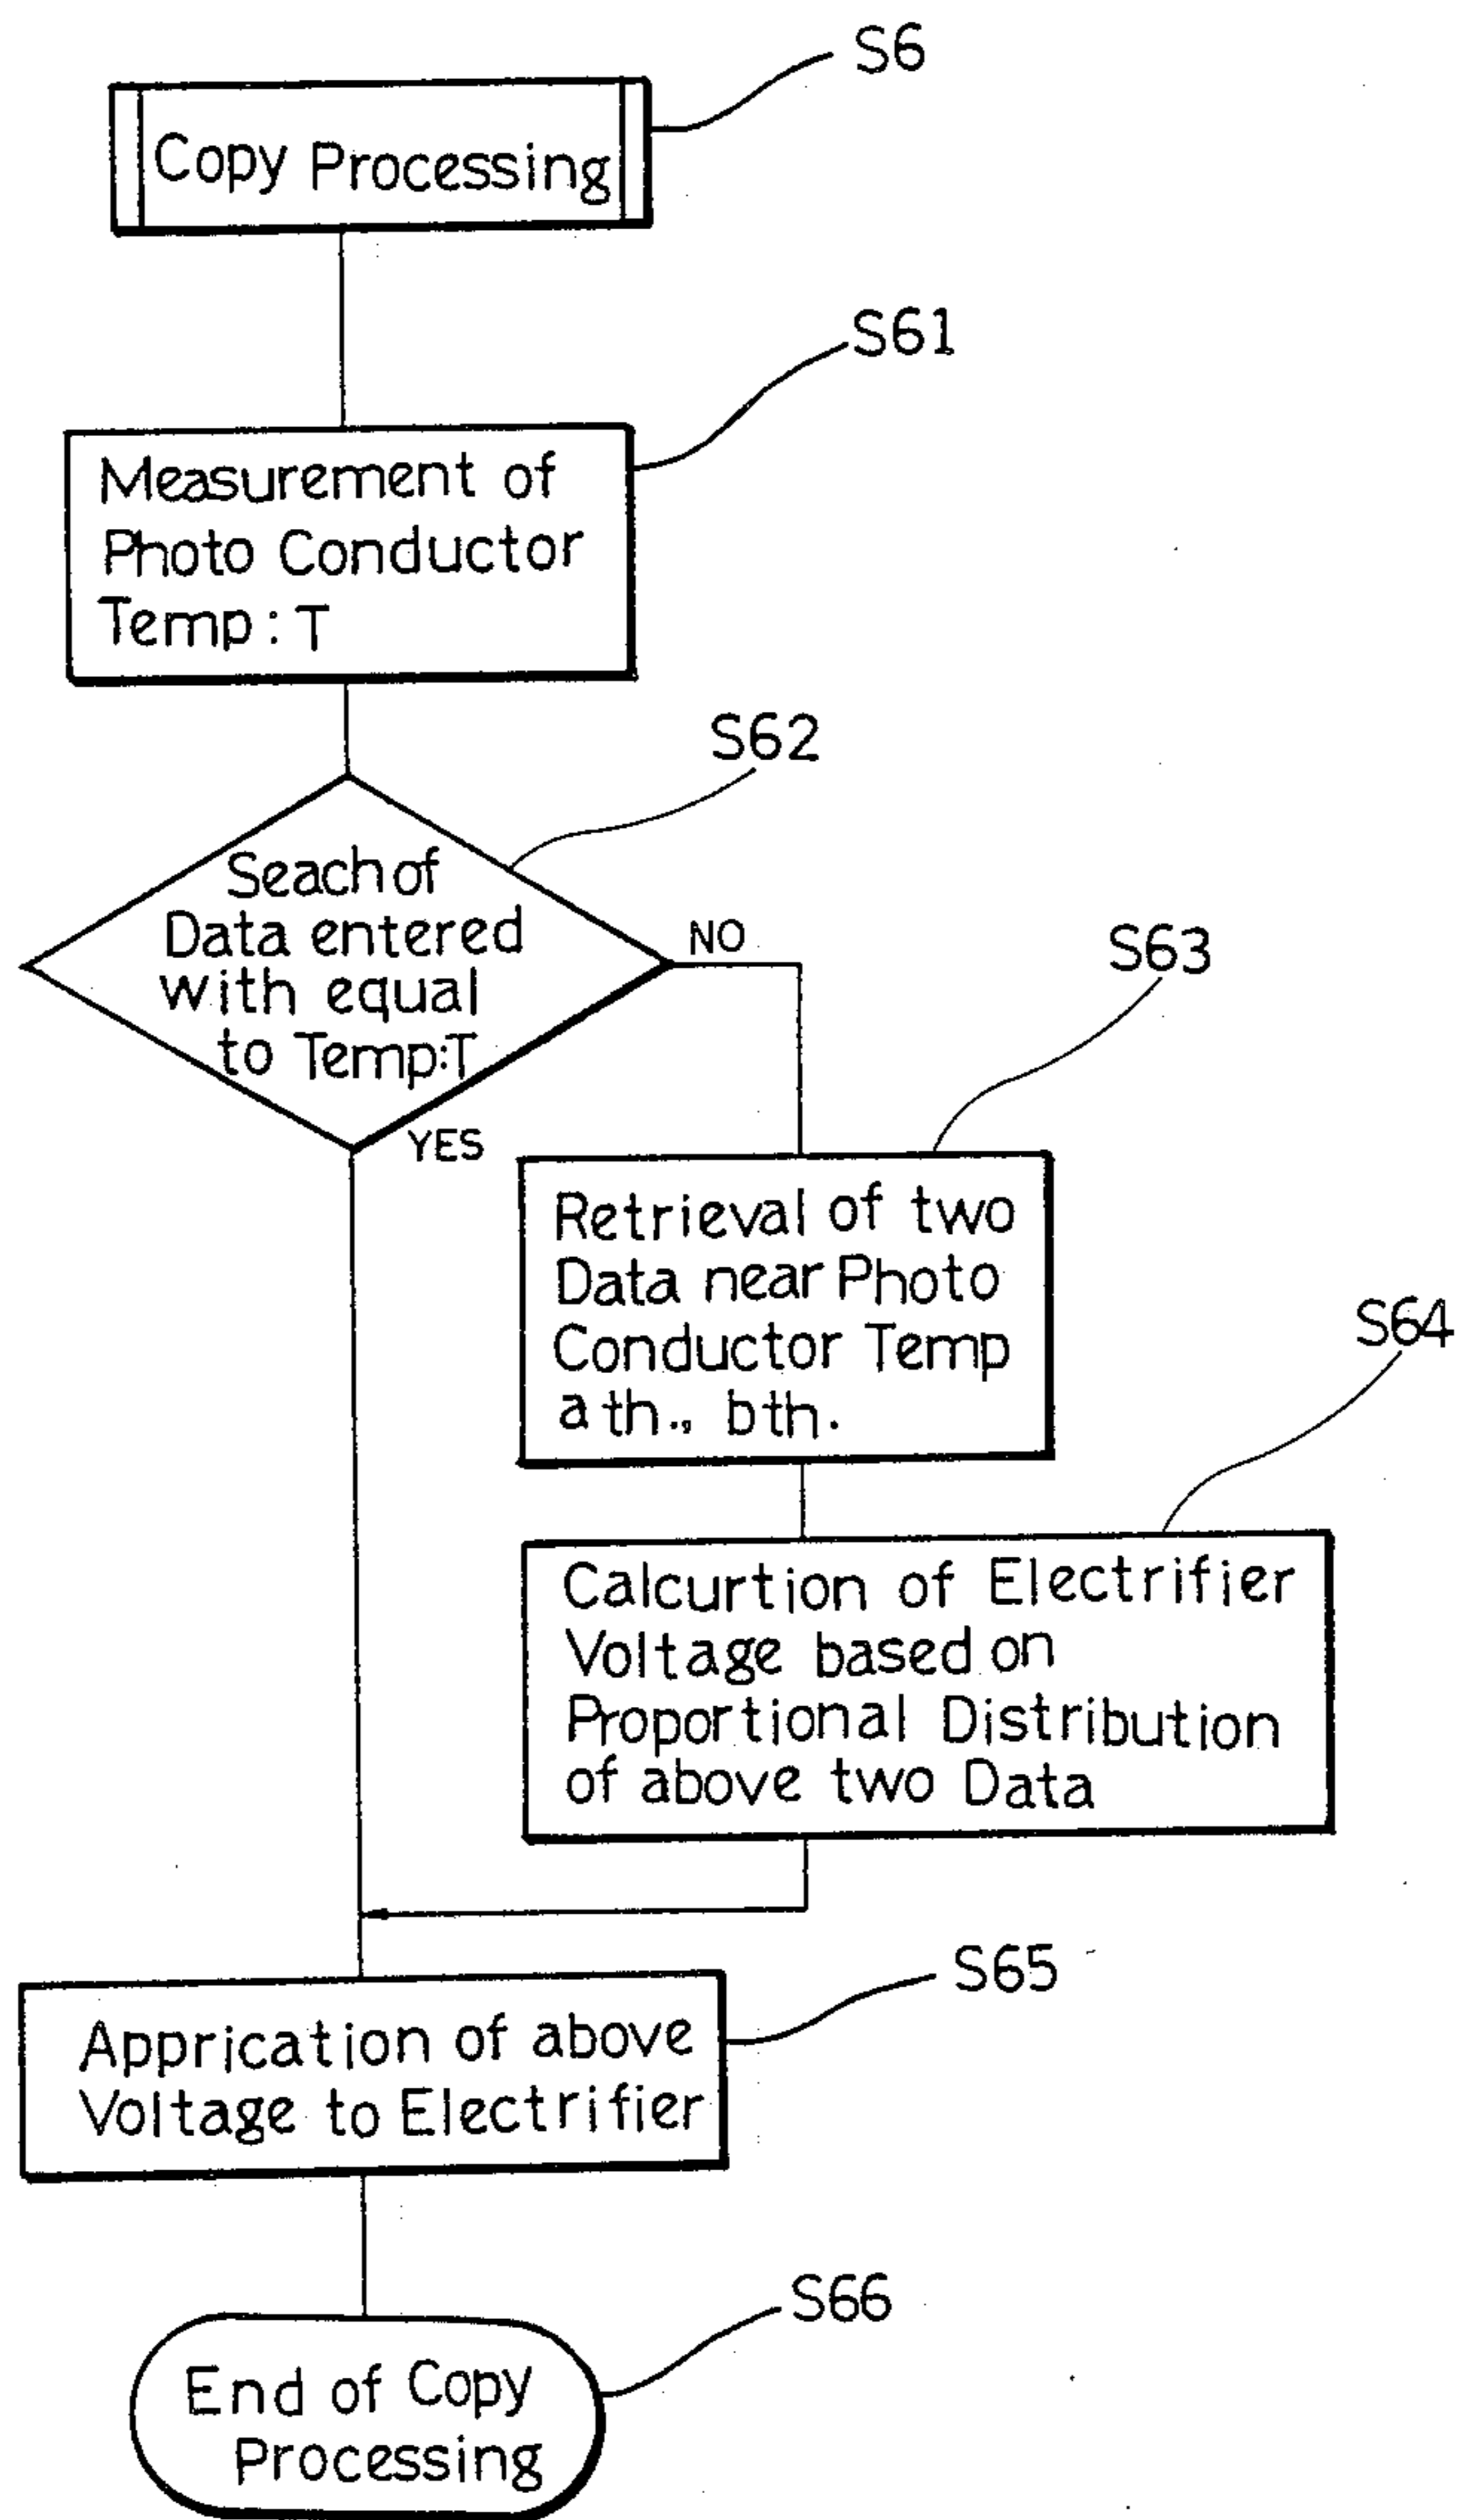 S6
Copy Processing
S61
Measurement of
Photo Conductor
Temp: T
S62
Seach of
Data entered
with equal
to Temp:T
NO
YES
S63
Retrieval of two
Data near Photo
Conductor Temp
a th., bth.
S64
Calcurtion of Electrifier
Voltage based on
Proportional Distribution
of above two Data
S65
Apprication of above
Voltage to Electrifier
S66
End of Copy
Processing